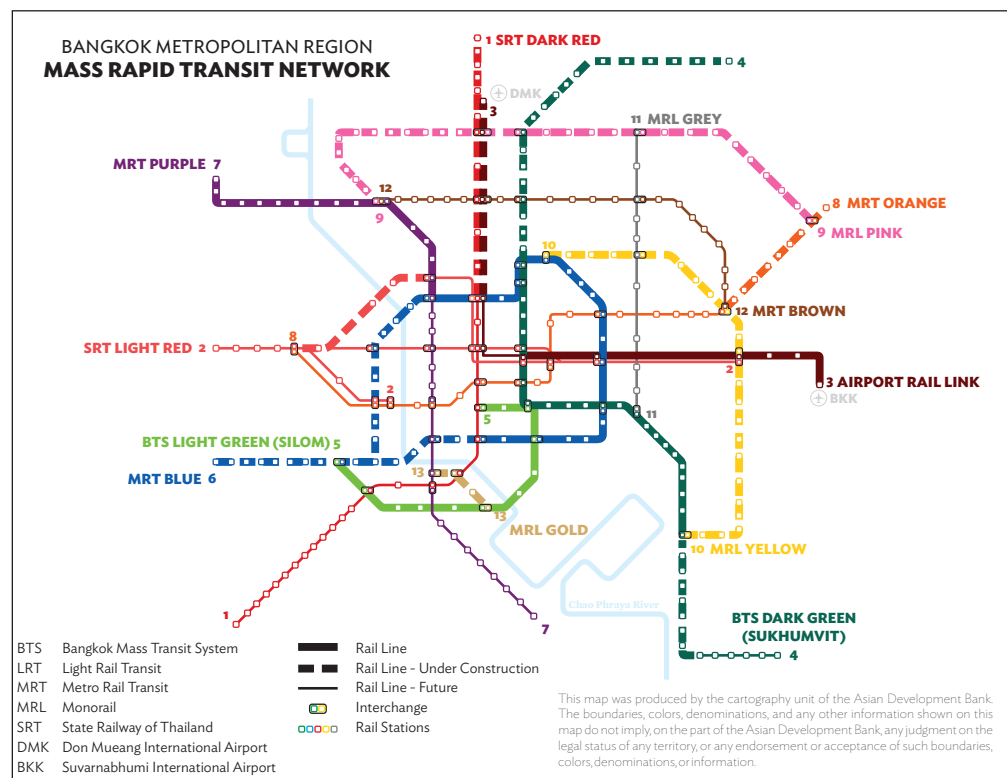 BANGKOK METROPOLITAN REGION
MASS RAPID TRANSIT NETWORK
1 SRT DARK RED
4
DMK
3
11 MRL GREY
MRT PURPLE 7
12
9
8 MRT ORANGE
9 MRL PINK
10
12 MRT BROWN
SRT LIGHT RED 2
8
2
2
3 AIRPORT RAIL LINK
BKK
5
11
BTS LIGHT GREEN (SILOM) 5
MRT BLUE 6
13
13
MRL GOLD
10 MRL YELLOW
Chao Phraya River
1
7
BTS DARK GREEN
(SUKHUMVIT)
4
BTS Bangkok Mass Transit System
LRT Light Rail Transit
MRT Metro Rail Transit
MRL Monorail
SRT State Railway of Thailand
DMK Don Mueang International Airport
BKK Suvarnabhumi International Airport
Rail Line
Rail Line - Under Construction
Rail Line - Future
Interchange
Rail Stations
This map was produced by the cartography unit of the Asian Development Bank.
The boundaries, colors, denominations, and any other information shown on this
map do not imply, on the part of the Asian Development Bank, any judgment on the
legal status of any territory, or any endorsement or acceptance of such boundaries,
colors, denominations, or information.